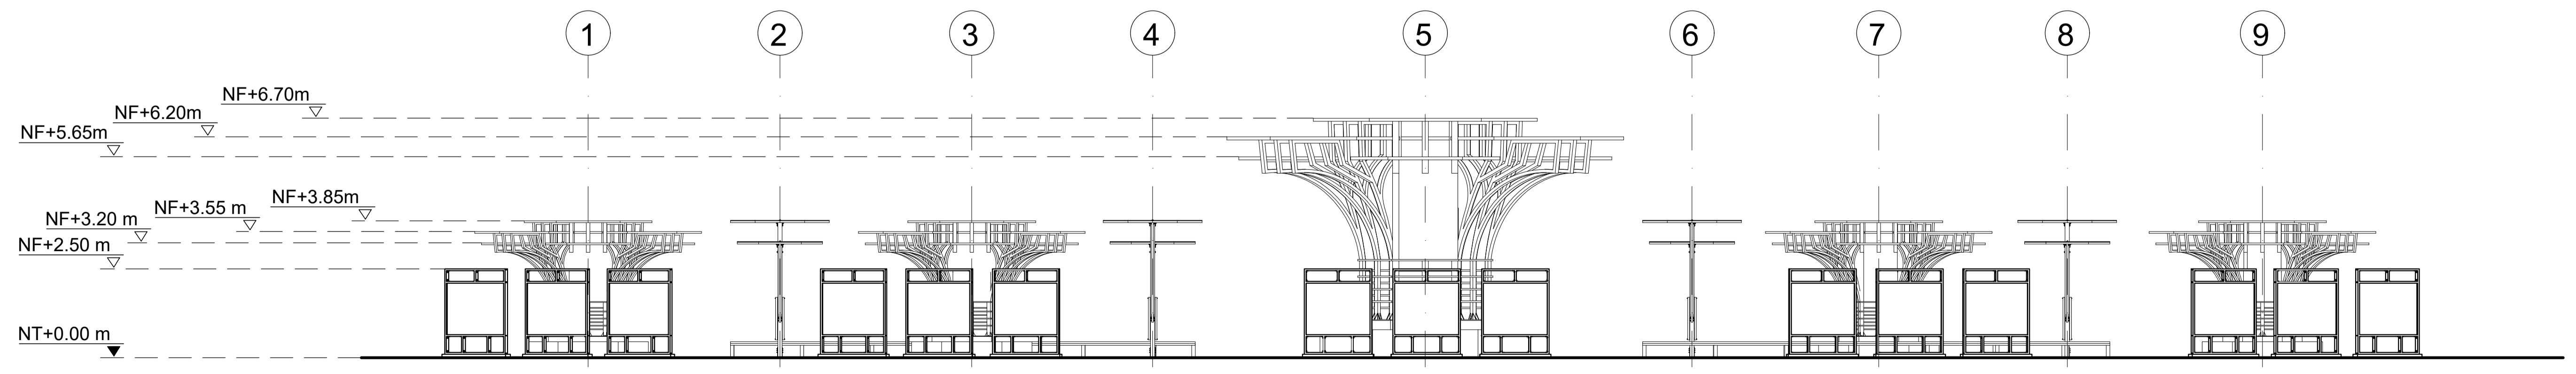 1 2 3 4 5 6 7 8 9
NF+6.70m
NF+6.20m
NF+5.65m
NF+3.85m
NF+3.55 m
NF+3.20 m
NF+2.50 m
NT+0.00 m